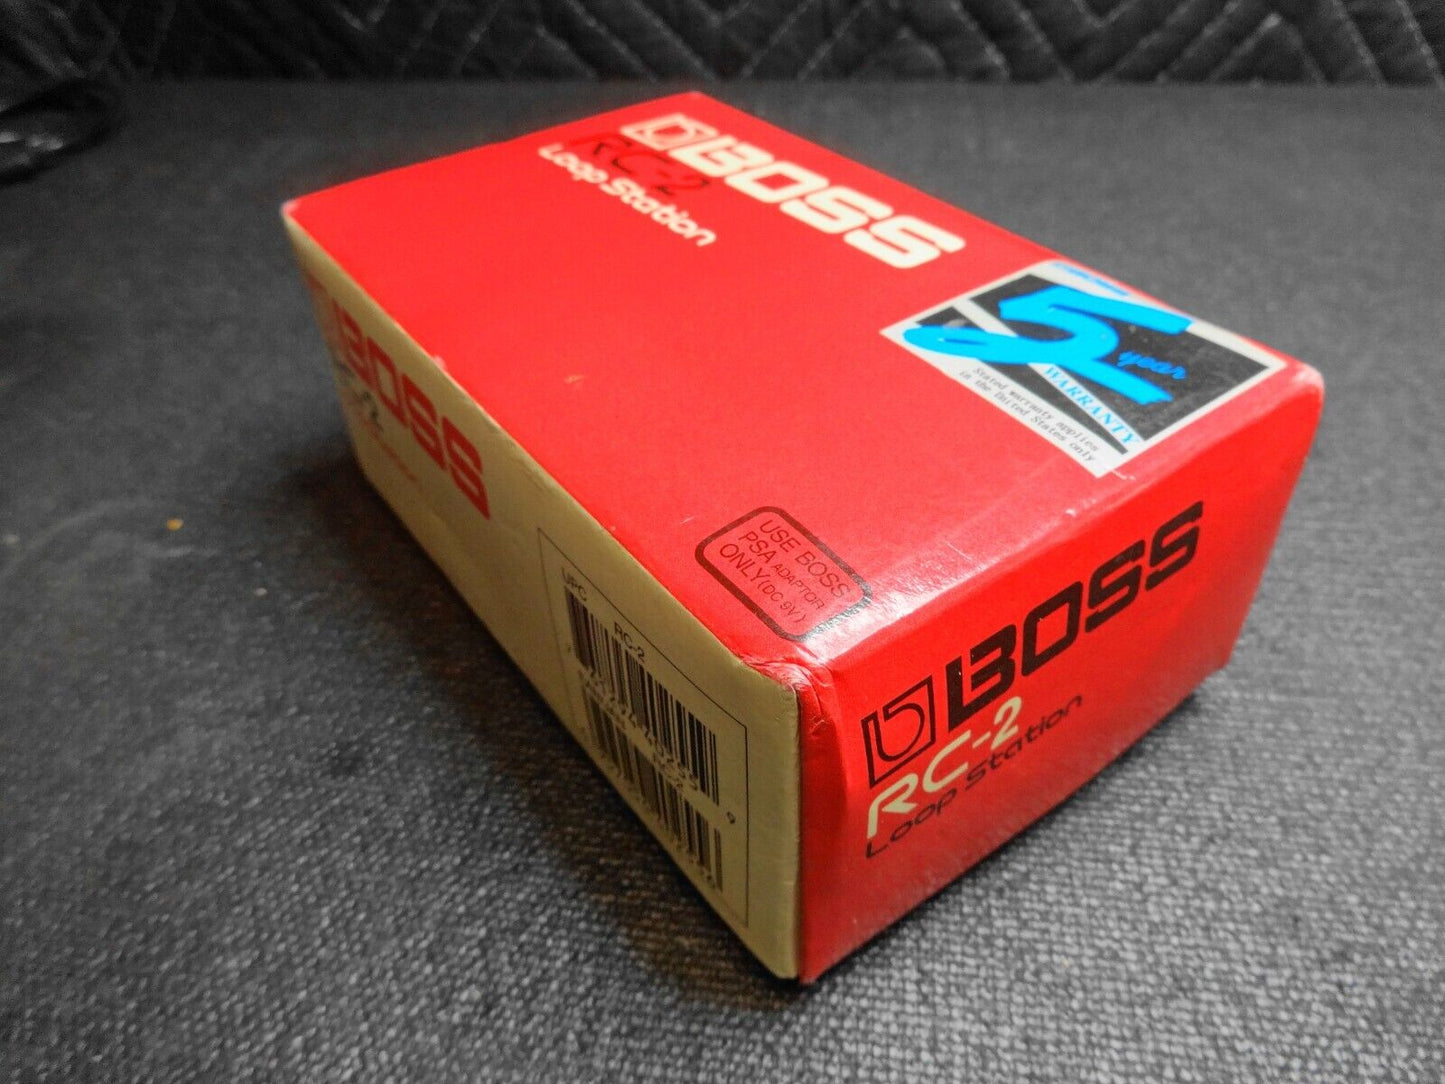 BOSS
RC-2
Loop Station
5
year
WARRANTY
Stated warranty applies
in the United States only
USE BOSS
PSA ADAPTOR
ONLY(DC 9V)
BOSS
RC-2
Loop Station
BOSS
UPC
RC-2
9